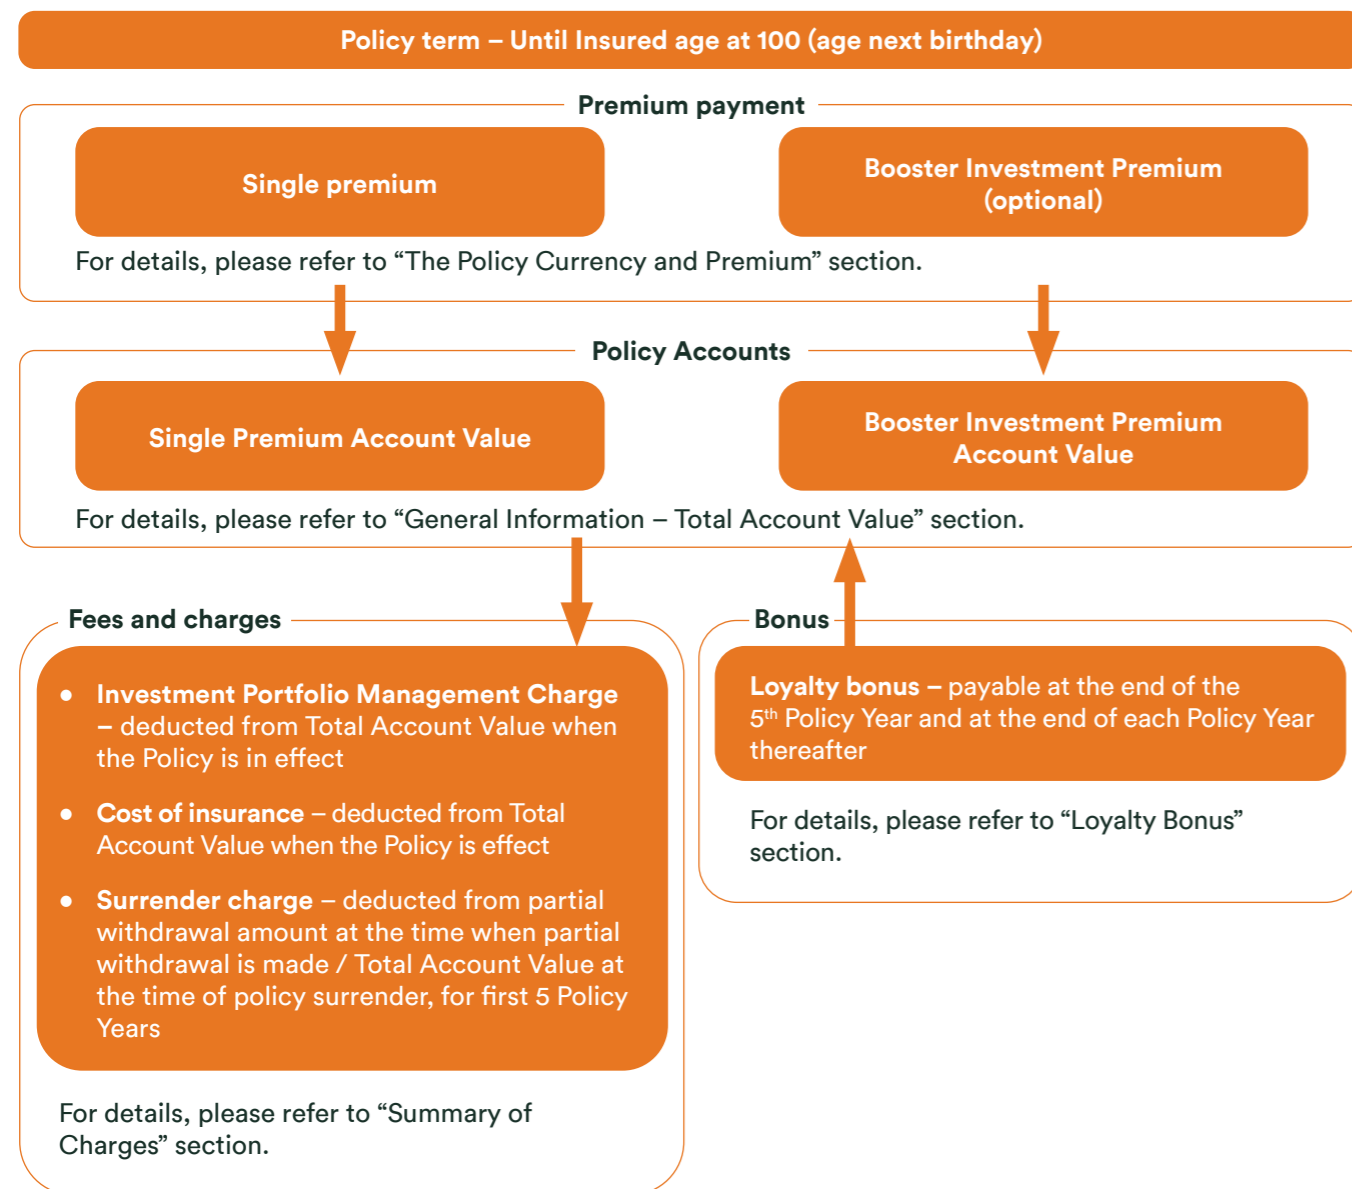 Policy term – Until Insured age at 100 (age next birthday)
Premium payment
Single premium
Booster Investment Premium
(optional)
For details, please refer to “The Policy Currency and Premium” section.
Policy Accounts
Single Premium Account Value
Booster Investment Premium
Account Value
For details, please refer to “General Information – Total Account Value” section.
Fees and charges
● Investment Portfolio Management Charge
– deducted from Total Account Value when
the Policy is in effect
● Cost of insurance – deducted from Total
Account Value when the Policy is effect
● Surrender charge – deducted from partial
withdrawal amount at the time when partial
withdrawal is made / Total Account Value at
the time of policy surrender, for first 5 Policy
Years
For details, please refer to “Summary of
Charges” section.
Bonus
Loyalty bonus – payable at the end of the
5th Policy Year and at the end of each Policy Year
thereafter
For details, please refer to “Loyalty Bonus”
section.